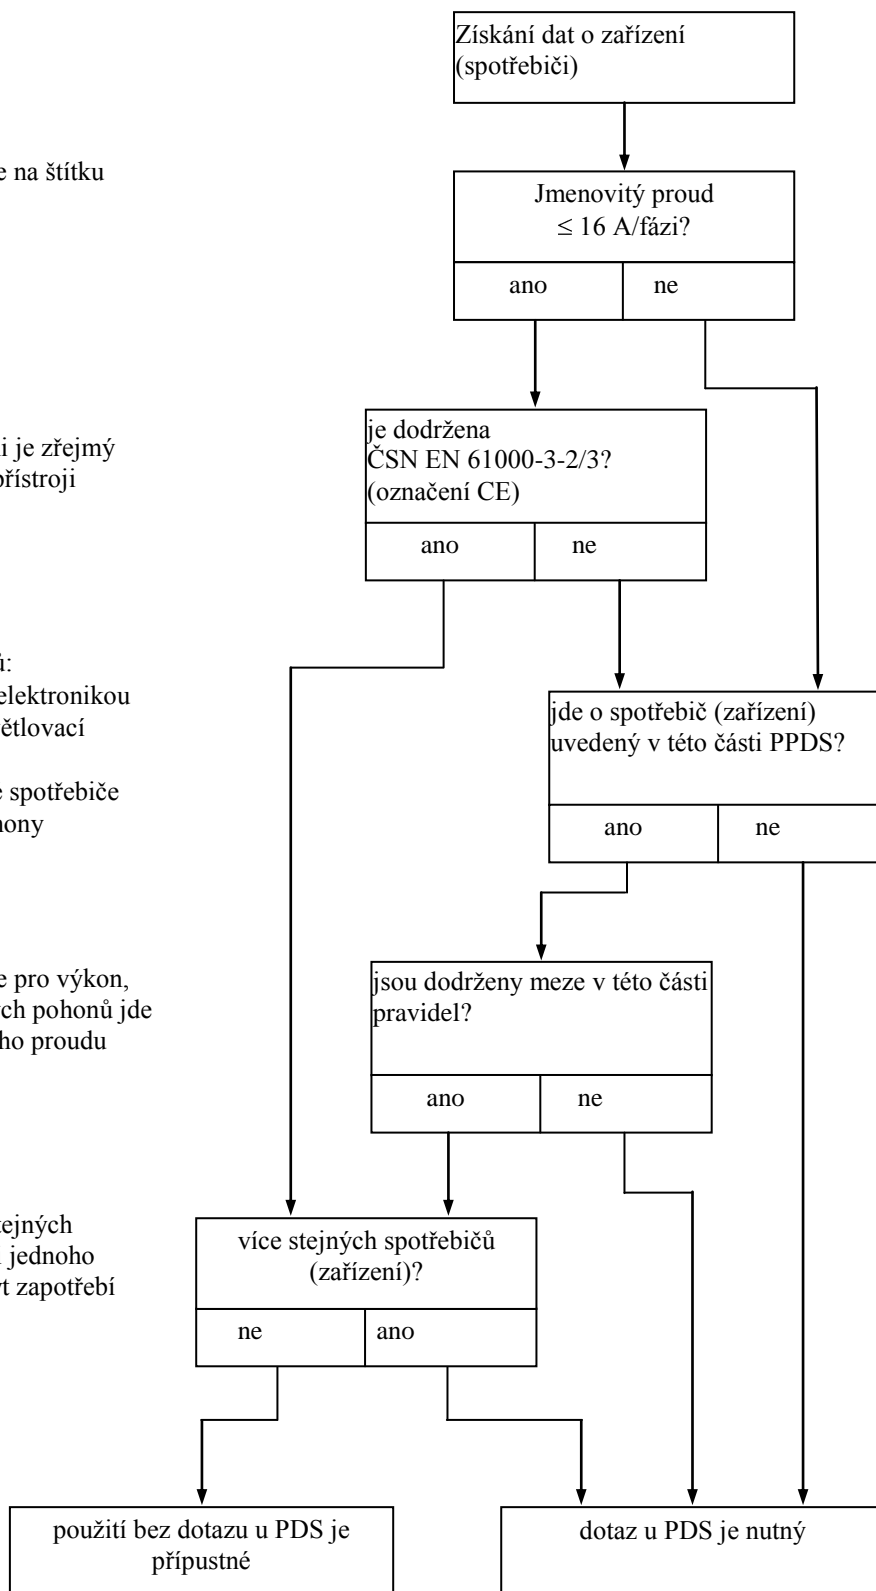 Získání dat o zařízení
(spotřebiči)
e na štítku
Jmenovitý proud
≤ 16 A/fázi?
ano
ne
i je zřejmý
přístroji
je dodržena
ČSN EN 61000-3-2/3?
(označení CE)
ano
ne
ů:
elektronikou
ětlovací
e spotřebiče
hony
jde o spotřebič (zařízení)
uvedený v této části PPDS?
ano
ne
e pro výkon,
ých pohonů jde
ho proudu
jsou dodrženy meze v této části
pravidel?
ano
ne
tejných
jednoho
t zapotřebí
více stejných spotřebičů
(zařízení)?
ne
ano
použití bez dotazu u PDS je
přípustné
dotaz u PDS je nutný